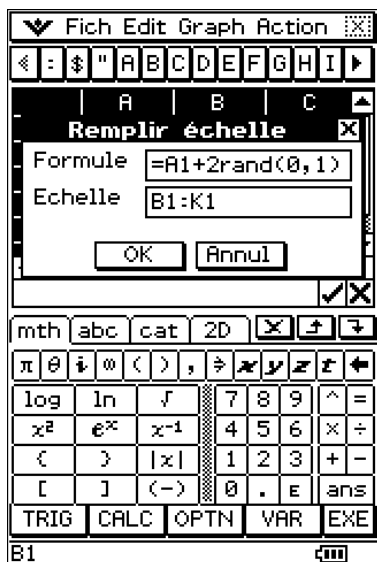 Fich Edit Graph Action
: $ " A B C D E F G H I
A B C
Remplir échelle
Formule =A1+2rand(0,1)
Echelle B1:K1
OK Annul
mth abc cat 2D
π θ i ∞ ( ) , ⇒ x y z t
log ln √ 7 8 9 ^ =
x² eˣ x⁻¹ 4 5 6 × ÷
{ } |x| 1 2 3 + −
[ ] (−) 0 . E ans
TRIG CALC OPTN VAR EXE
B1